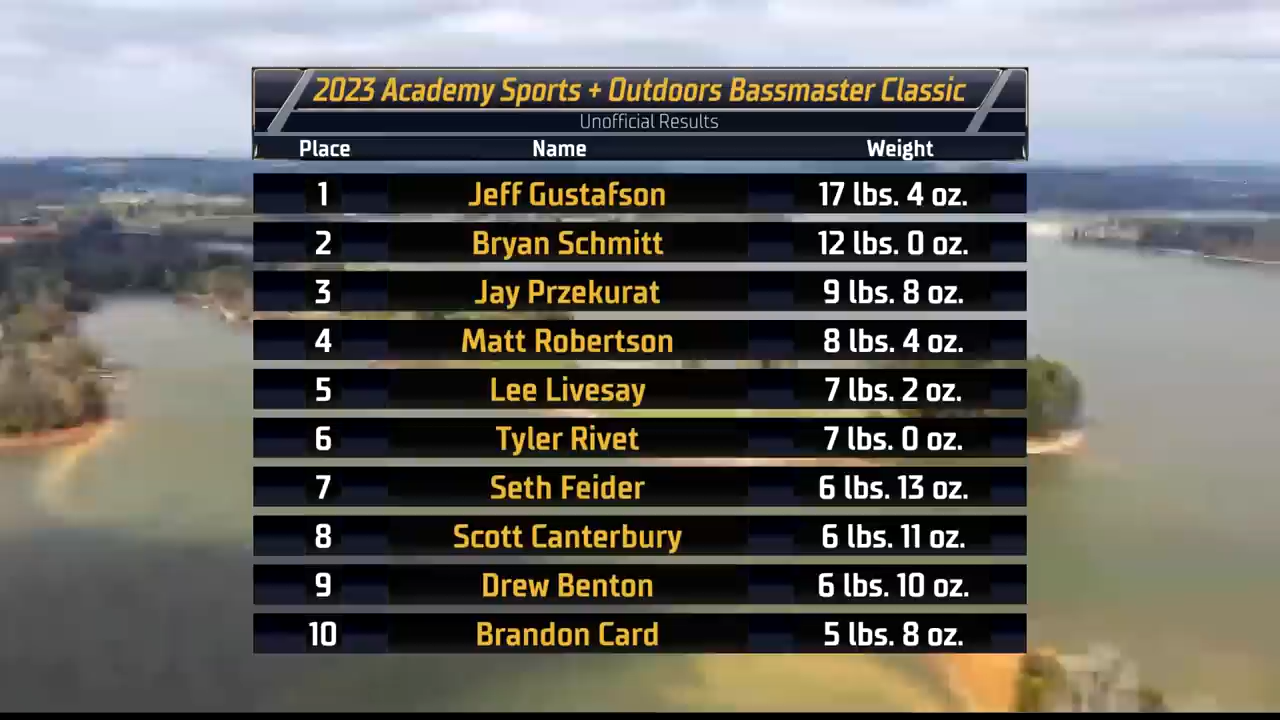 2023 Academy Sports + Outdoors Bassmaster Classic
Unofficial Results
Place Name Weight
1 Jeff Gustafson 17 lbs. 4 oz.
2 Bryan Schmitt 12 lbs. 0 oz.
3 Jay Przekurat 9 lbs. 8 oz.
4 Matt Robertson 8 lbs. 4 oz.
5 Lee Livesay 7 lbs. 2 oz.
6 Tyler Rivet 7 lbs. 0 oz.
7 Seth Feider 6 lbs. 13 oz.
8 Scott Canterbury 6 lbs. 11 oz.
9 Drew Benton 6 lbs. 10 oz.
10 Brandon Card 5 lbs. 8 oz.